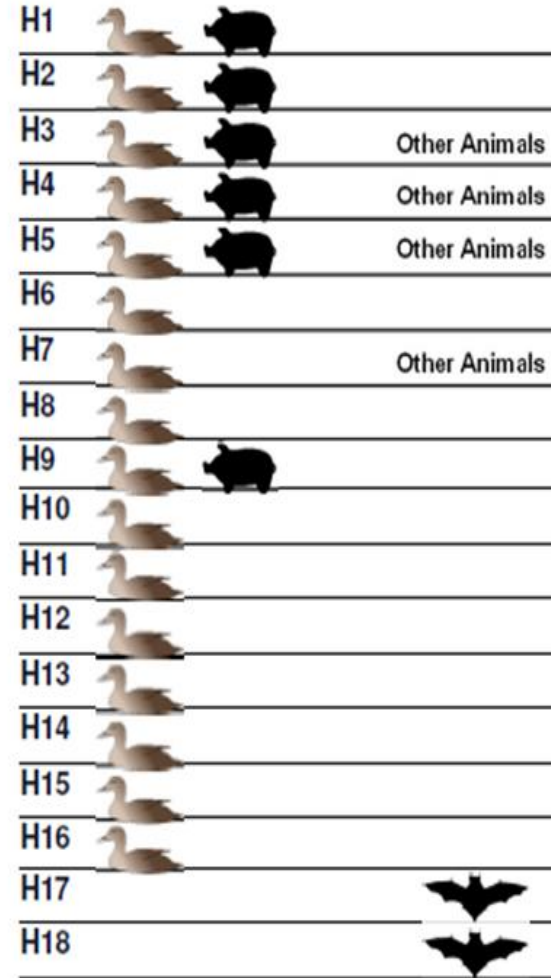 H1
H2
H3
Other Animals
H4
Other Animals
H5
Other Animals
H6
H7
Other Animals
H8
H9
H10
H11
H12
H13
H14
H15
H16
H17
H18